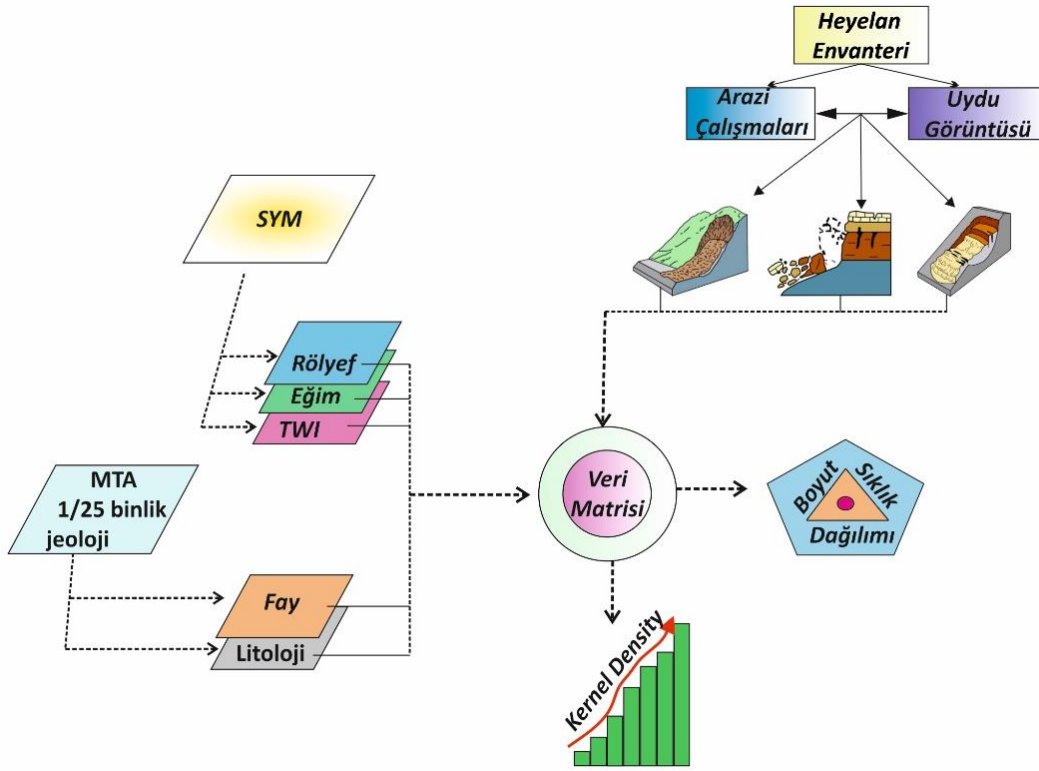 Heyelan
Envanteri
Arazi
Çalışmaları
Uydu
Görüntüsü
SYM
Rölyef
Eğim
TWI
MTA
1/25 binlik
jeoloji
Fay
Litoloji
Veri
Matrisi
Boyut
Sıklık
Dağılımı
Kernel Density